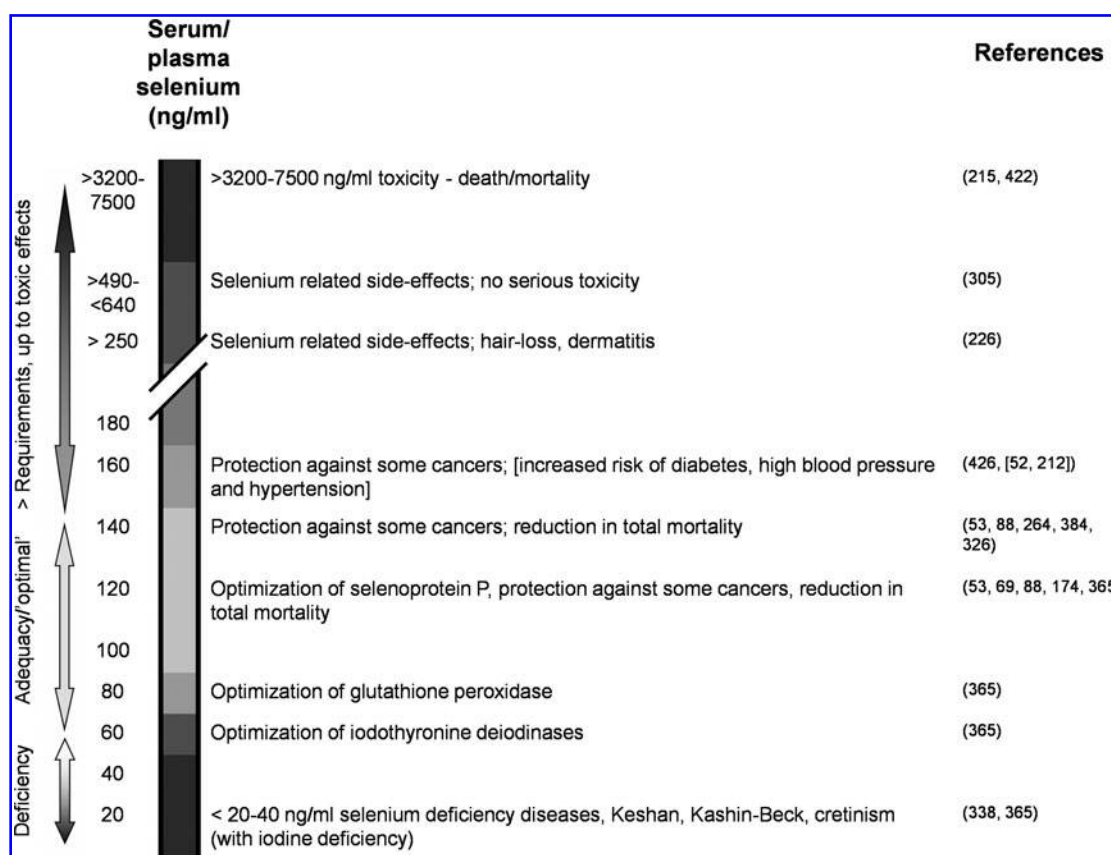 Serum/
plasma
selenium
(ng/ml)
References
> Requirements, up to toxic effects
Adequacy/'optimal'
Deficiency
>3200-
7500
>3200-7500 ng/ml toxicity - death/mortality
(215, 422)
>490-
<640
Selenium related side-effects; no serious toxicity
(305)
> 250
Selenium related side-effects; hair-loss, dermatitis
(226)
180
160
Protection against some cancers; [increased risk of diabetes, high blood pressure
and hypertension]
(426, [52, 212])
140
Protection against some cancers; reduction in total mortality
(53, 88, 264, 384,
326)
120
Optimization of selenoprotein P, protection against some cancers, reduction in
total mortality
(53, 69, 88, 174, 365
100
80
Optimization of glutathione peroxidase
(365)
60
Optimization of iodothyronine deiodinases
(365)
40
20
< 20-40 ng/ml selenium deficiency diseases, Keshan, Kashin-Beck, cretinism
(with iodine deficiency)
(338, 365)